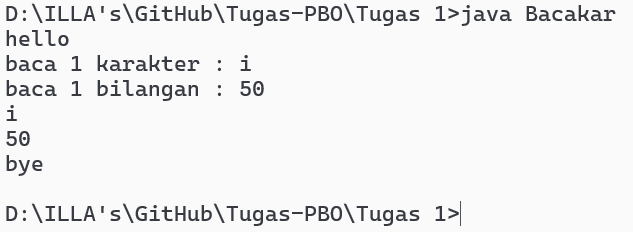 D:\ILLA's\GitHub\Tugas-PBO\Tugas 1>java Bacakar
hello
baca 1 karakter : i
baca 1 bilangan : 50
i
50
bye
D:\ILLA's\GitHub\Tugas-PBO\Tugas 1>